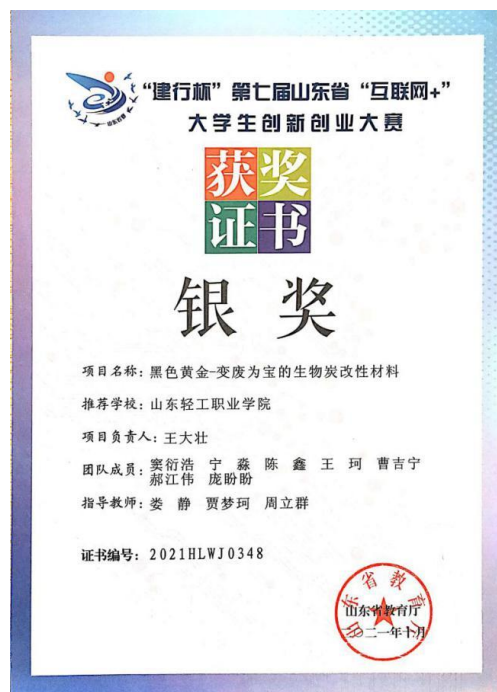 “建行杯”第七届山东省“互联网+”
大学生创新创业大赛
获奖
证书
银 奖
项目名称：黑色黄金-变废为宝的生物炭改性材料
推荐学校：山东轻工职业学院
项目负责人：王大壮
团队成员：窦衍浩 宁淼 陈鑫 王珂 曹吉宁
郝江伟 庞盼盼
指导教师：娄静 贾梦珂 周立群
证书编号：2021HLWJ0348
山东省教育厅
山东省教育厅
二〇二一年十月